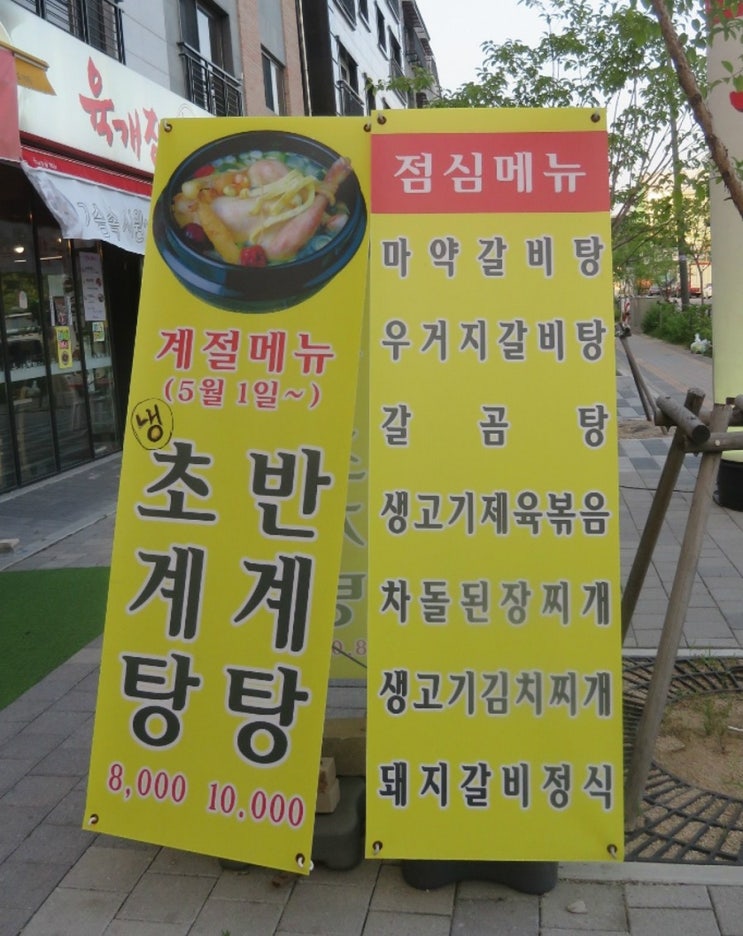 육개장
계절메뉴
(5월 1일~)
냉
초계탕
8,000
반계탕
10.000
점심메뉴
마약갈비탕
우거지갈비탕
갈곰탕
생고기제육볶음
차돌된장찌개
생고기김치찌개
돼지갈비정식